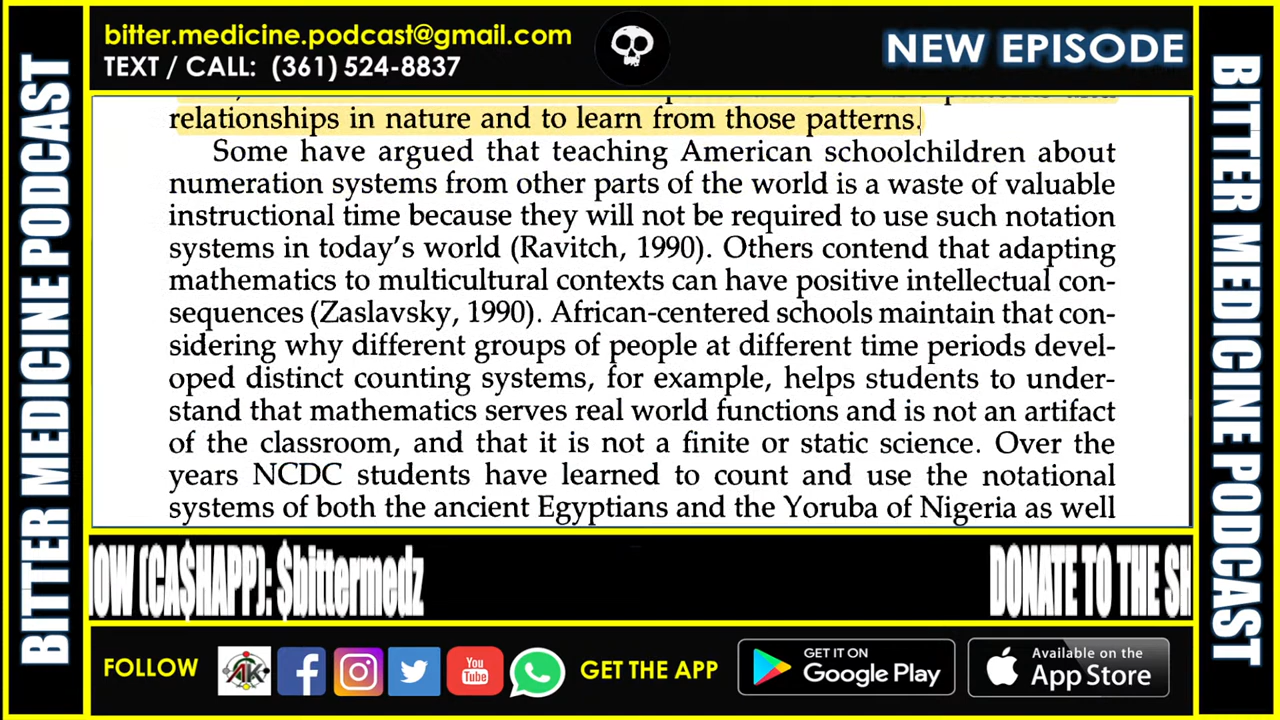 bitter.medicine.podcast@gmail.com
TEXT / CALL: (361) 524-8837
NEW EPISODE
BITTER MEDICINE PODCAST
relationships in nature and to learn from those patterns.
Some have argued that teaching American schoolchildren about
numeration systems from other parts of the world is a waste of valuable
instructional time because they will not be required to use such notation
systems in today's world (Ravitch, 1990). Others contend that adapting
mathematics to multicultural contexts can have positive intellectual con-
sequences (Zaslavsky, 1990). African-centered schools maintain that con-
sidering why different groups of people at different time periods devel-
oped distinct counting systems, for example, helps students to under-
stand that mathematics serves real world functions and is not an artifact
of the classroom, and that it is not a finite or static science. Over the
years NCDC students have learned to count and use the notational
systems of both the ancient Egyptians and the Yoruba of Nigeria as well
BITTER MEDICINE PODCAST
(CA$HAPP): $bittermedz
DONATE TO THE
FOLLOW
ATK
You
Tube
GET THE APP
GET IT ON
Google Play
Available on the
App Store